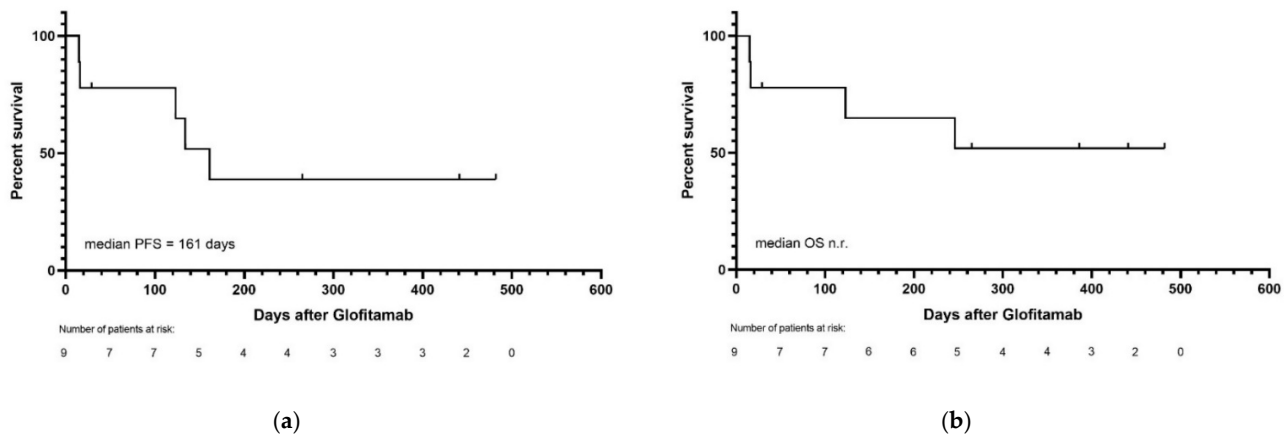 100
50
0
Percent survival
median PFS = 161 days
0 100 200 300 400 500 600
Days after Glofitamab
Number of patients at risk:
9 7 7 5 4 4 3 3 3 2 0
(a)
100
50
0
Percent survival
median OS n.r.
0 100 200 300 400 500 600
Days after Glofitamab
Number of patients at risk:
9 7 7 6 6 5 4 4 3 2 0
(b)